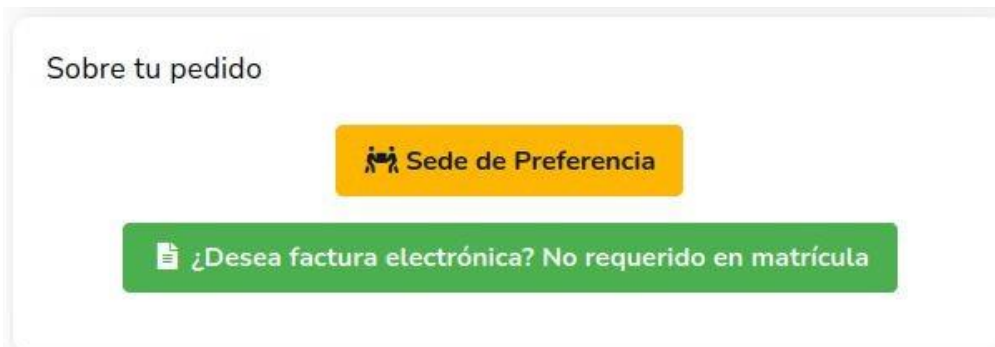 Sobre tu pedido
Sede de Preferencia
¿Desea factura electrónica? No requerido en matrícula